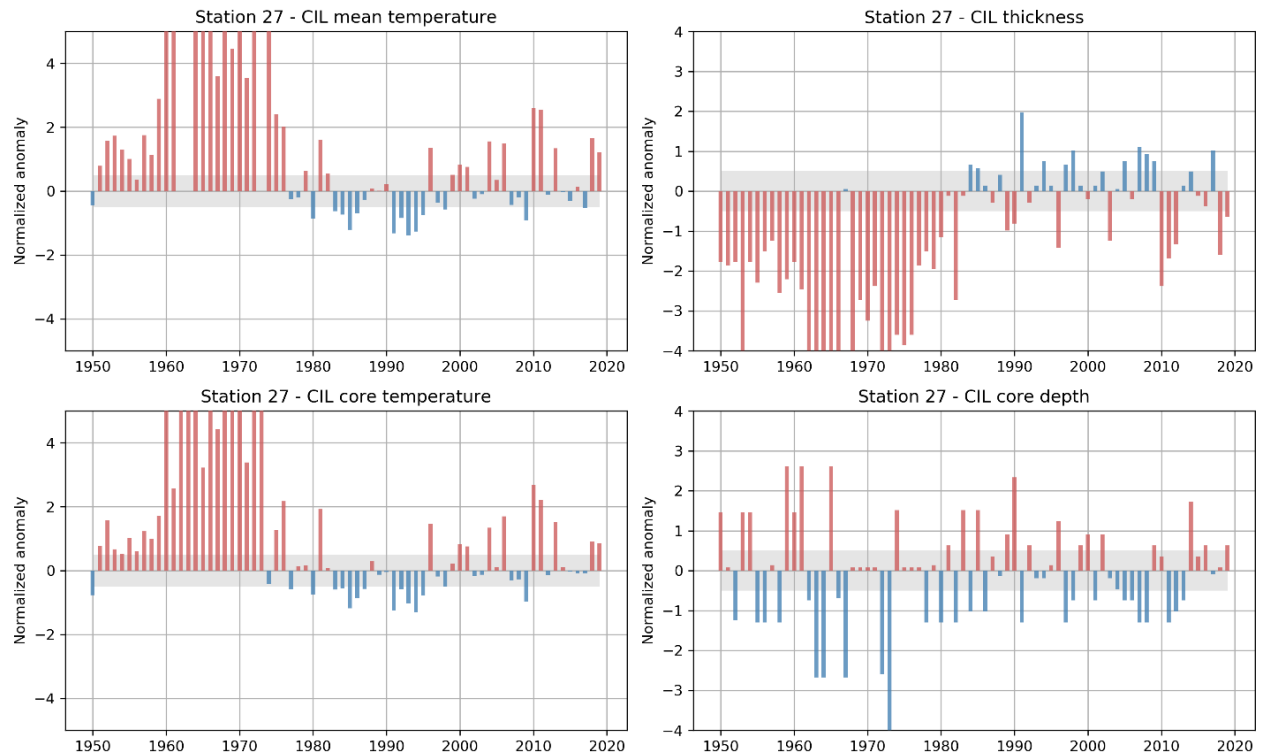 Station 27 - CIL mean temperature
Normalized anomaly
4
2
0
−2
−4
1950 1960 1970 1980 1990 2000 2010 2020
Station 27 - CIL thickness
Normalized anomaly
4
3
2
1
0
−1
−2
−3
−4
1950 1960 1970 1980 1990 2000 2010 2020
Station 27 - CIL core temperature
Normalized anomaly
4
2
0
−2
−4
1950 1960 1970 1980 1990 2000 2010 2020
Station 27 - CIL core depth
Normalized anomaly
4
3
2
1
0
−1
−2
−3
−4
1950 1960 1970 1980 1990 2000 2010 2020